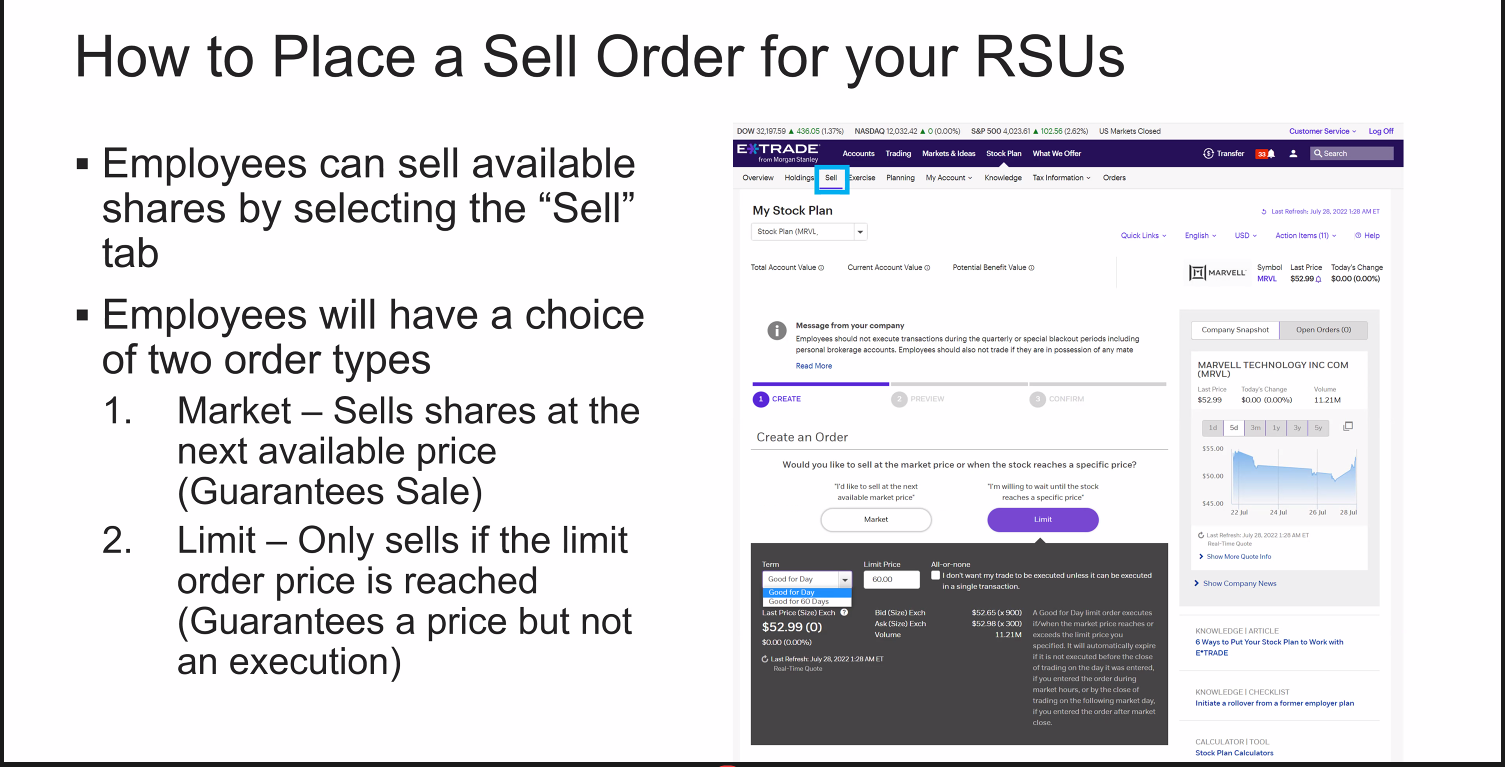 How to Place a Sell Order for your RSUs
▪ Employees can sell available
shares by selecting the “Sell”
tab
▪ Employees will have a choice
of two order types
1. Market – Sells shares at the
next available price
(Guarantees Sale)
2. Limit – Only sells if the limit
order price is reached
(Guarantees a price but not
an execution)
DOW 32,197.59 ▲ 436.05 (1.37%) NASDAQ 12,032.42 ▲ 0 (0.00%) S&P 500 4,023.61 ▲ 102.56 (2.62%) US Markets Closed Customer Service Log Off
E*TRADE Accounts Trading Markets & Ideas Stock Plan What We Offer Transfer 33 Search
from Morgan Stanley
Overview Holdings Sell Exercise Planning My Account Knowledge Tax Information Orders
My Stock Plan
Last Refresh: July 28, 2022 1:28 AM ET
Stock Plan (MRVL,
Quick Links English USD Action Items (11) Help
Total Account Value Current Account Value Potential Benefit Value
MARVELL
Symbol Last Price Today's Change
MRVL $52.99 $0.00 (0.00%)
Message from your company
Employees should not execute transactions during the quarterly or special blackout periods including
personal brokerage accounts. Employees should also not trade if they are in possession of any mate
Read More
1 CREATE 2 PREVIEW 3 CONFIRM
Create an Order
Would you like to sell at the market price or when the stock reaches a specific price?
"I'd like to sell at the next
available market price"
Market
"I'm willing to wait until the stock
reaches a specific price"
Limit
Term
Good for Day
Good for Day
Good for 60 Days
Limit Price
60.00
All-or-none
I don't want my trade to be executed unless it can be executed
in a single transaction.
Last Price (Size) Exch
$52.99 (0)
$0.00 (0.00%)
Last Refresh: July 28, 2022 1:28 AM ET
Real-Time Quote
Bid (Size) Exch $52.65 (x 900)
Ask (Size) Exch $52.98 (x 300)
Volume 11.21M
A Good for Day limit order executes
if/when the market price reaches or
exceeds the limit price you
specified. It will automatically expire
if it is not executed before the close
of trading on the day it was entered,
if you entered the order during
market hours, or by the close of
trading on the following market day,
if you entered the order after market
close.
Company Snapshot Open Orders (0)
MARVELL TECHNOLOGY INC COM
(MRVL)
Last Price Today's Change Volume
$52.99 $0.00 (0.00%) 11.21M
1d 5d 3m 1y 3y 5y
$55.00
$50.00
$45.00
22 Jul 24 Jul 26 Jul 28 Jul
Last Refresh: July 28, 2022 1:28 AM ET
Real-Time Quote
Show More Quote Info
Show Company News
KNOWLEDGE | ARTICLE
6 Ways to Put Your Stock Plan to Work with
E*TRADE
KNOWLEDGE | CHECKLIST
Initiate a rollover from a former employer plan
CALCULATOR | TOOL
Stock Plan Calculators